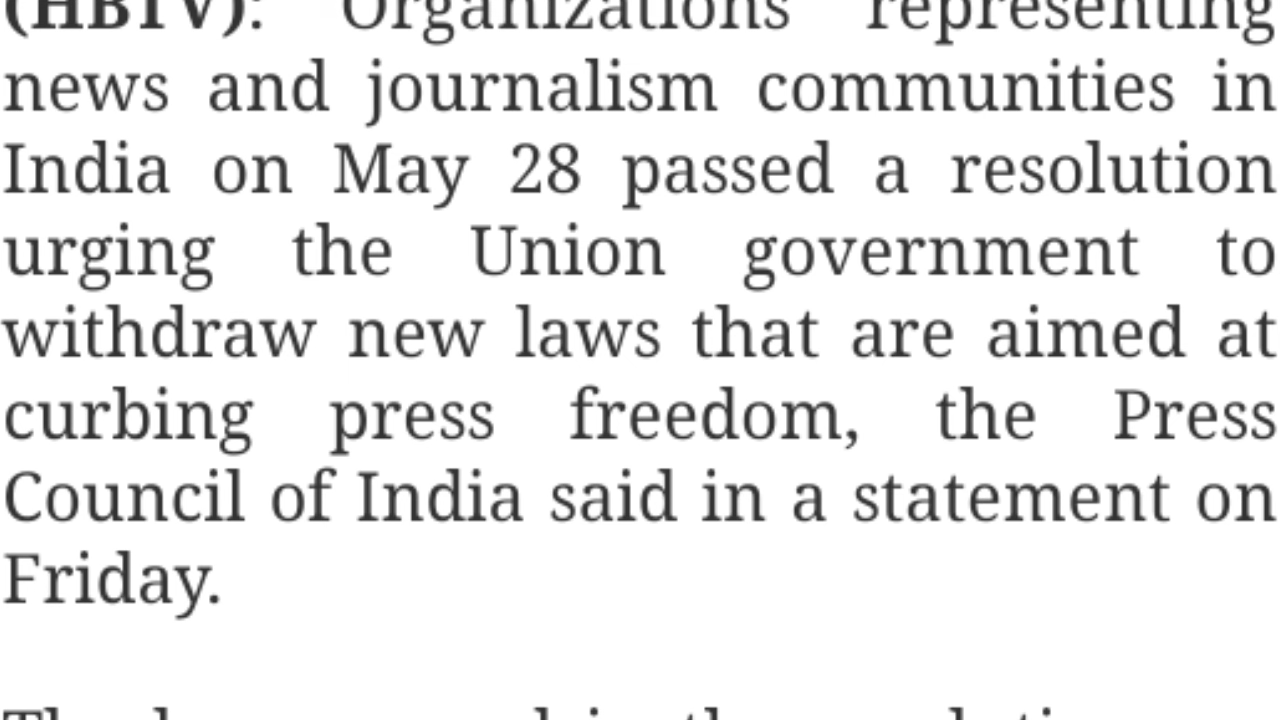 (HBTV): Organizations representing
news and journalism communities in
India on May 28 passed a resolution
urging the Union government to
withdraw new laws that are aimed at
curbing press freedom, the Press
Council of India said in a statement on
Friday.